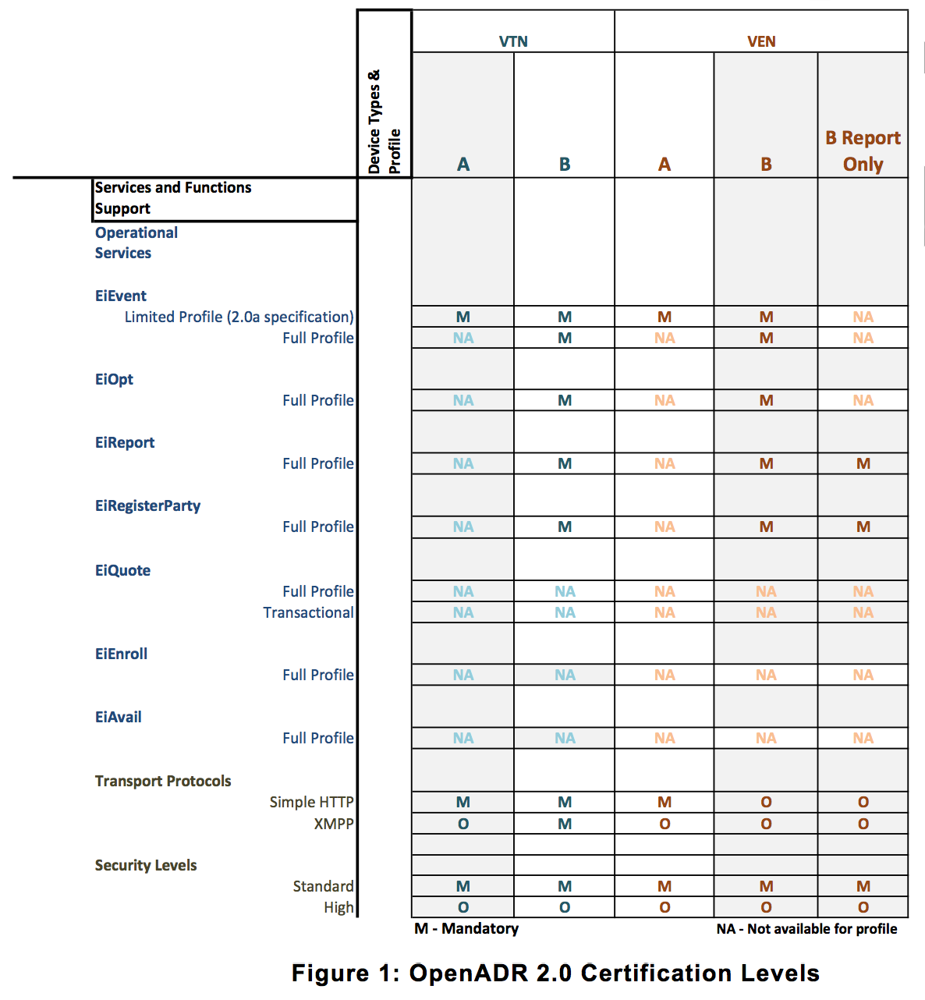 VTN VEN
Device Types &
Profile
B Report
A B A B Only
Services and Functions
Support
Operational
Services
EiEvent
Limited Profile (2.0a specification) M M M M NA
Full Profile NA M NA M NA
EiOpt
Full Profile NA M NA M NA
EiReport
Full Profile NA M NA M M
EiRegisterParty
Full Profile NA M NA M M
EiQuote
Full Profile NA NA NA NA NA
Transactional NA NA NA NA NA
EiEnroll
Full Profile NA NA NA NA NA
EiAvail
Full Profile NA NA NA NA NA
Transport Protocols
Simple HTTP M M M O O
XMPP O M O O O
Security Levels
Standard M M M M M
High O O O O O
M - Mandatory NA - Not available for profile
Figure 1: OpenADR 2.0 Certification Levels